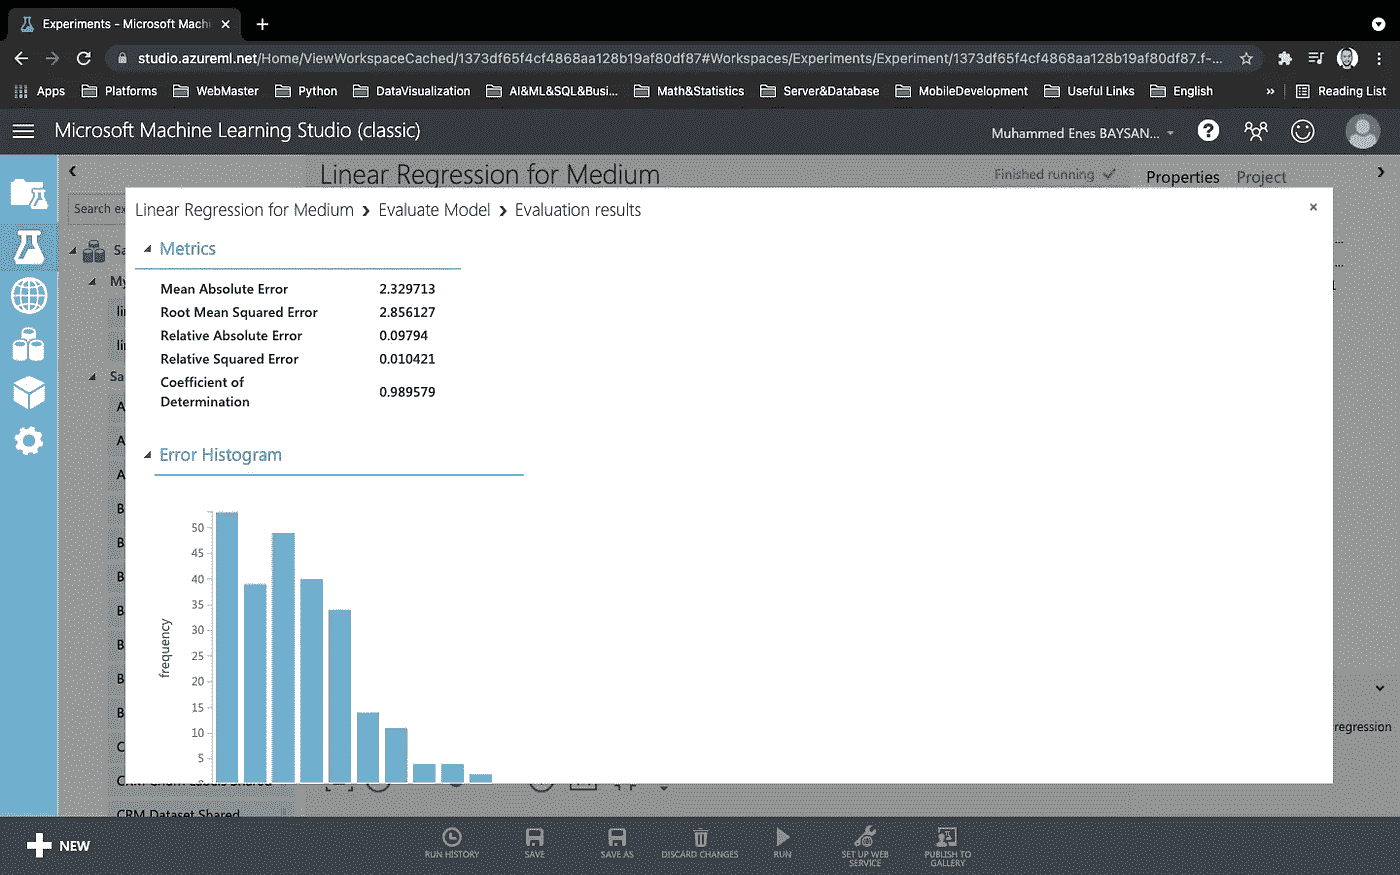 Experiments - Microsoft Machi
studio.azureml.net/Home/ViewWorkspaceCached/1373df65f4cf4868aa128b19af80df87#Workspaces/Experiments/Experiment/1373df65f4cf4868aa128b19af80df87.f-...
Apps Platforms WebMaster Python DataVisualization AI&ML&SQL&Busi... Math&Statistics Server&Database MobileDevelopment Useful Links English » Reading List
Microsoft Machine Learning Studio (classic) Muhammed Enes BAYSAN...
Linear Regression for Medium Finished running Properties Project
Search ex
Linear Regression for Medium > Evaluate Model > Evaluation results
Sa
Metrics
My
Mean Absolute Error 2.329713
Root Mean Squared Error 2.856127
Relative Absolute Error 0.09794
Relative Squared Error 0.010421
Coefficient of
Determination 0.989579
Sa
A
A
A
B
B
B
B
B
B
B
C
Error Histogram
50
45
40
35
30
25
20
15
10
5
frequency
regression
CRM Dataset Shared
NEW
RUN HISTORY SAVE SAVE AS DISCARD CHANGES RUN SET UP WEB SERVICE PUBLISH TO GALLERY